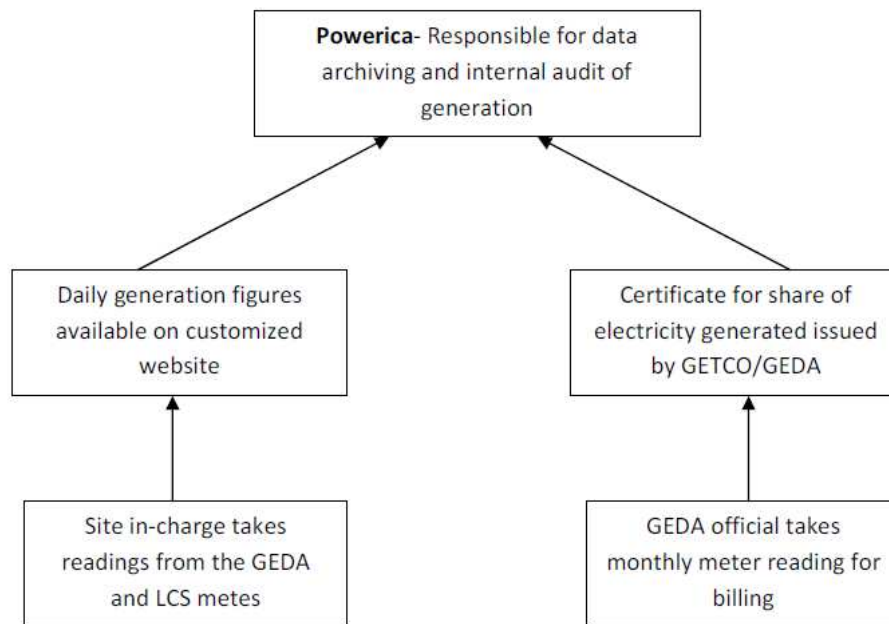 Powerica- Responsible for data
archiving and internal audit of
generation
Daily generation figures
available on customized
website
Certificate for share of
electricity generated issued
by GETCO/GEDA
Site in-charge takes
readings from the GEDA
and LCS metes
GEDA official takes
monthly meter reading for
billing